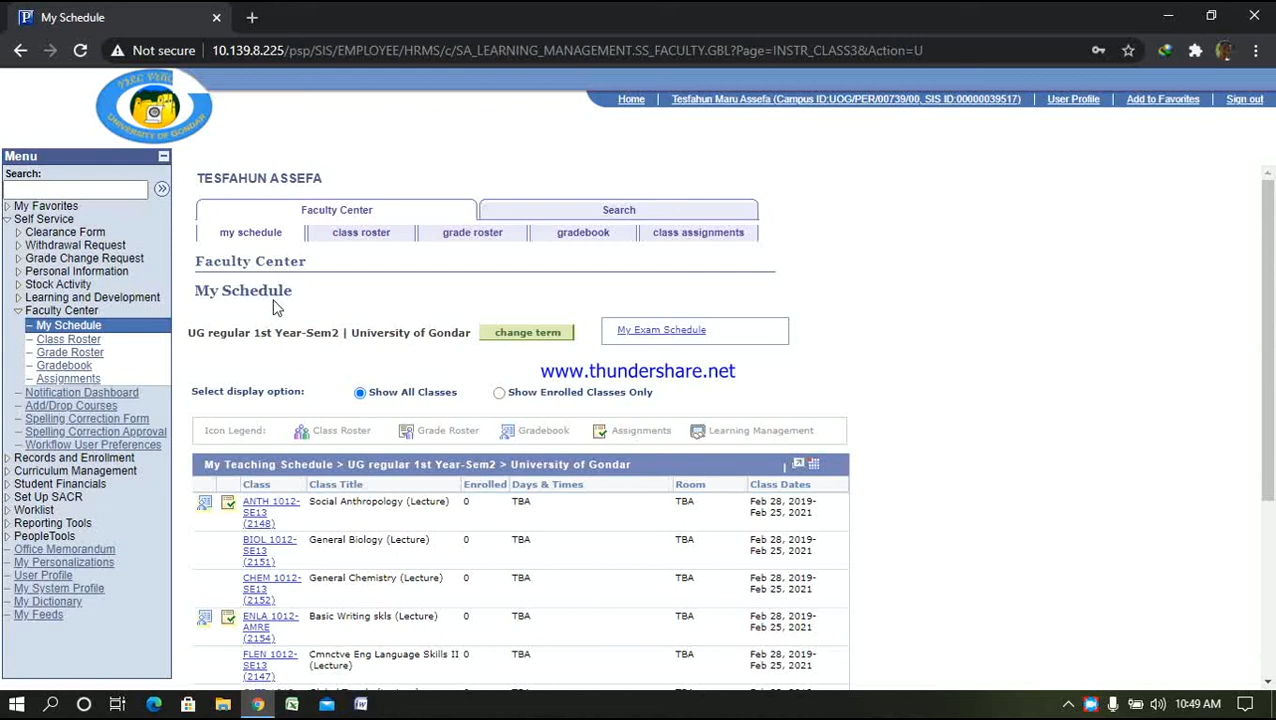 My Schedule
Not secure
10.139.8.225/psp/SIS/EMPLOYEE/HRMS/c/SA_LEARNING_MANAGEMENT.SS_FACULTY.GBL?Page=INSTR_CLASS3&Action=U
UNIVERSITY OF GONDAR
Home
Tesfahun Maru Assefa (Campus ID:UOG/PER/00739/00, SIS ID:00000039517)
User Profile
Add to Favorites
Sign out
Menu
Search:
My Favorites
Self Service
Clearance Form
Withdrawal Request
Grade Change Request
Personal Information
Stock Activity
Learning and Development
Faculty Center
My Schedule
Class Roster
Grade Roster
Gradebook
Assignments
Notification Dashboard
Add/Drop Courses
Spelling Correction Form
Spelling Correction Approval
Workflow User Preferences
Records and Enrollment
Curriculum Management
Student Financials
Set Up SACR
Worklist
Reporting Tools
PeopleTools
Office Memorandum
My Personalizations
User Profile
My System Profile
My Dictionary
My Feeds
TESFAHUN ASSEFA
Faculty Center
Search
my schedule
class roster
grade roster
gradebook
class assignments
Faculty Center
My Schedule
UG regular 1st Year-Sem2 | University of Gondar
change term
My Exam Schedule
www.thundershare.net
Select display option:
Show All Classes
Show Enrolled Classes Only
Icon Legend:
Class Roster
Grade Roster
Gradebook
Assignments
Learning Management
My Teaching Schedule > UG regular 1st Year-Sem2 > University of Gondar
Class Class Title Enrolled Days & Times Room Class Dates
ANTH 1012- Social Anthropology (Lecture) 0 TBA TBA Feb 28, 2019-
SE13 Feb 25, 2021
(2148)
BIOL 1012- General Biology (Lecture) 0 TBA TBA Feb 28, 2019-
SE13 Feb 25, 2021
(2151)
CHEM 1012- General Chemistry (Lecture) 0 TBA TBA Feb 28, 2019-
SE13 Feb 25, 2021
(2152)
ENLA 1012- Basic Writing skls (Lecture) 0 TBA TBA Feb 28, 2019-
AMRE Feb 25, 2021
(2154)
FLEN 1012- Cmnctve Eng Language Skills II 0 TBA TBA Feb 28, 2019-
SE13 (Lecture) Feb 25, 2021
(2147)
10:49 AM